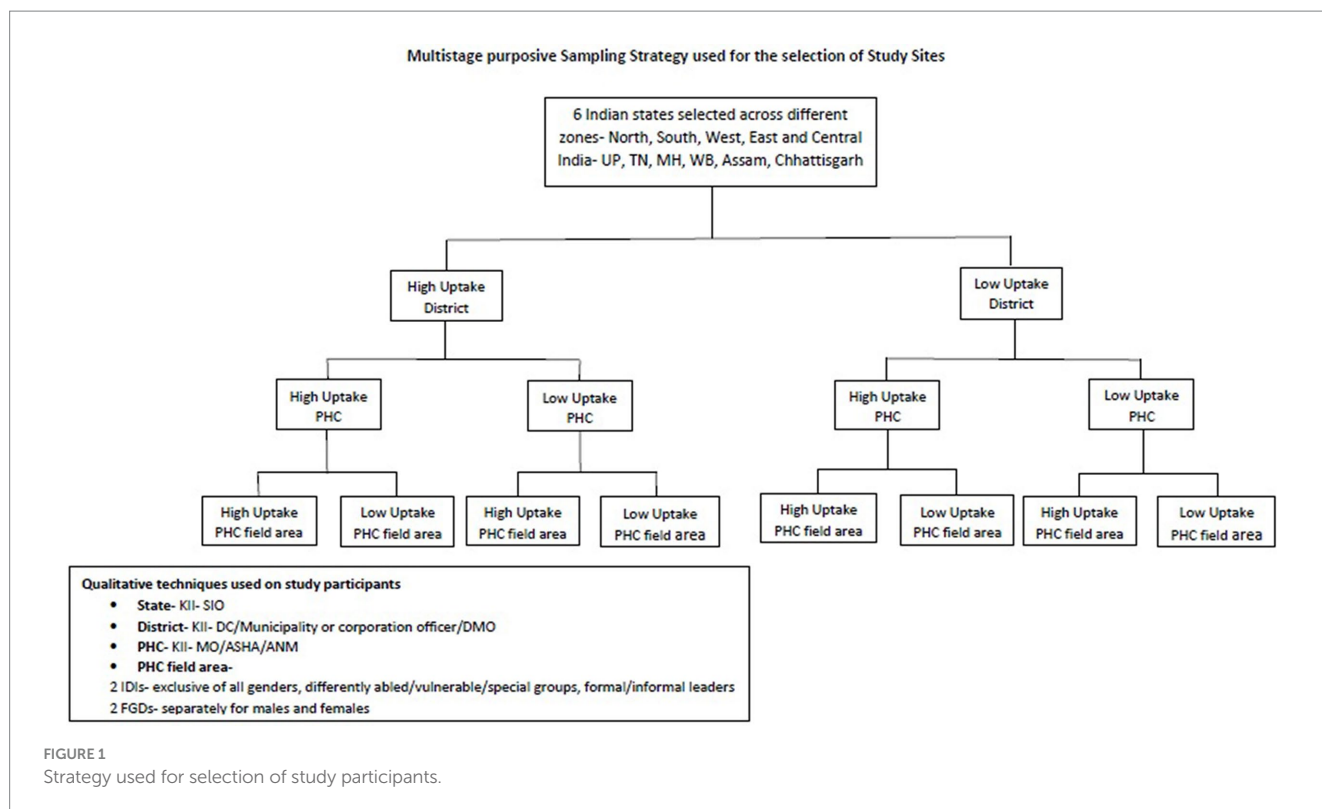 Multistage purposive Sampling Strategy used for the selection of Study Sites
6 Indian states selected across different
zones- North, South, West, East and Central
India- UP, TN, MH, WB, Assam, Chhattisgarh
High Uptake
District
Low Uptake
District
High Uptake
PHC
Low Uptake
PHC
High Uptake
PHC
Low Uptake
PHC
High Uptake
PHC field area
Low Uptake
PHC field area
High Uptake
PHC field area
Low Uptake
PHC field area
High Uptake
PHC field area
Low Uptake
PHC field area
High Uptake
PHC field area
Low Uptake
PHC field area
Qualitative techniques used on study participants
• State- KII- SIO
• District- KII- DC/Municipality or corporation officer/DMO
• PHC- KII- MO/ASHA/ANM
• PHC field area-
2 IDIs- exclusive of all genders, differently abled/vulnerable/special groups, formal/informal leaders
2 FGDs- separately for males and females
FIGURE 1
Strategy used for selection of study participants.